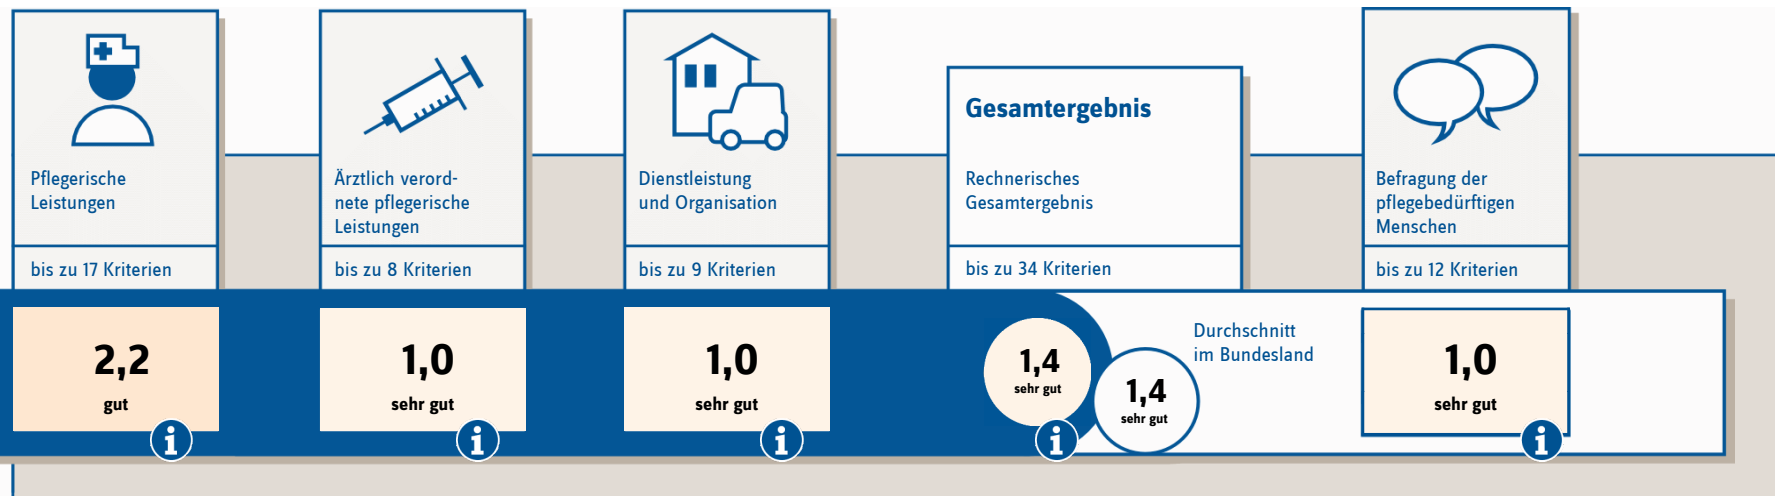 Pflegerische
Leistungen
bis zu 17 Kriterien
2,2
gut
i
Ärztlich verord-
nete pflegerische
Leistungen
bis zu 8 Kriterien
1,0
sehr gut
i
Dienstleistung
und Organisation
bis zu 9 Kriterien
1,0
sehr gut
i
Gesamtergebnis
Rechnerisches
Gesamtergebnis
bis zu 34 Kriterien
1,4
sehr gut
i
1,4
sehr gut
Durchschnitt
im Bundesland
Befragung der
pflegebedürftigen
Menschen
bis zu 12 Kriterien
1,0
sehr gut
i